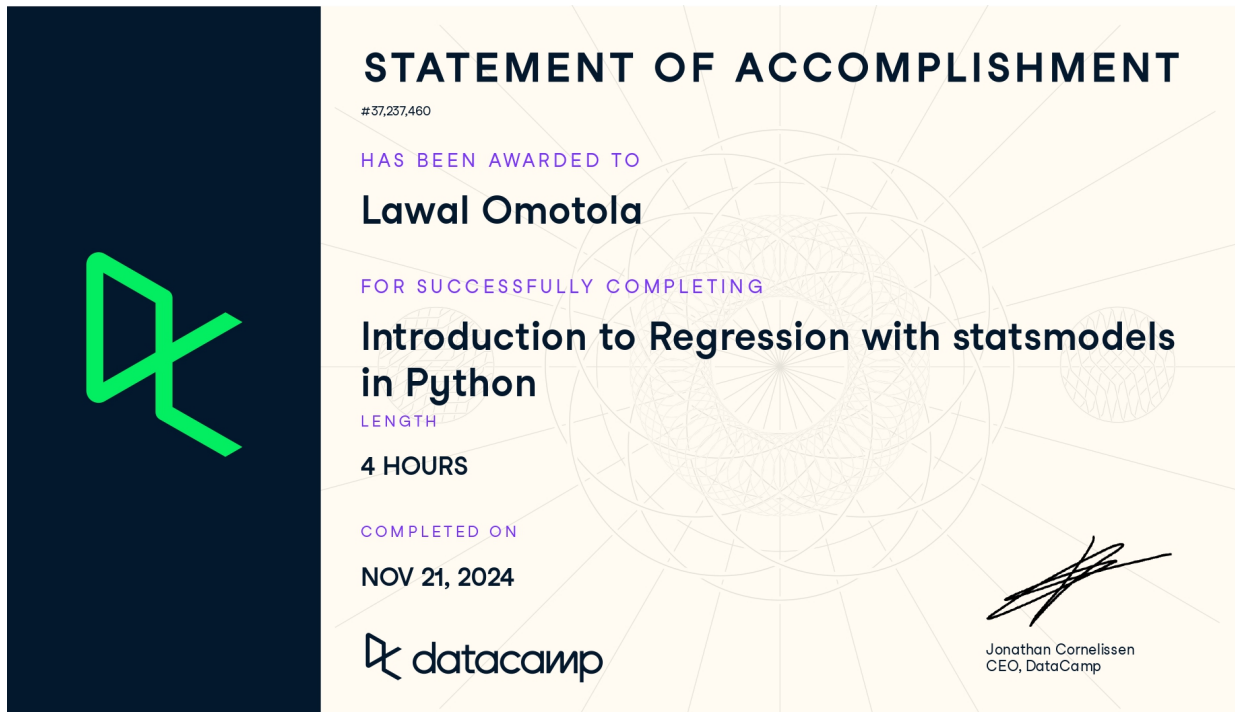 STATEMENT OF ACCOMPLISHMENT
#37,237,460
HAS BEEN AWARDED TO
Lawal Omotola
FOR SUCCESSFULLY COMPLETING
Introduction to Regression with statsmodels
in Python
LENGTH
4 HOURS
COMPLETED ON
NOV 21, 2024
datacamp
Jonathan Cornelissen
CEO, DataCamp